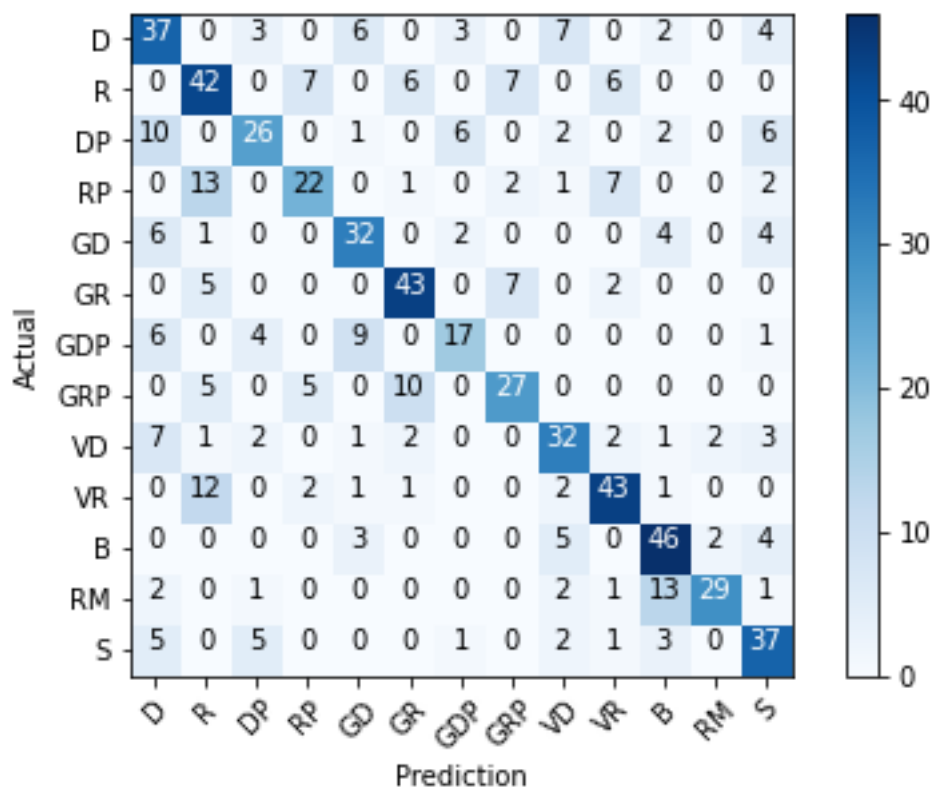 D 37 0 3 0 6 0 3 0 7 0 2 0 4
R 0 42 0 7 0 6 0 7 0 6 0 0 0
DP 10 0 26 0 1 0 6 0 2 0 2 0 6
RP 0 13 0 22 0 1 0 2 1 7 0 0 2
GD 6 1 0 0 32 0 2 0 0 0 4 0 4
GR 0 5 0 0 0 43 0 7 0 2 0 0 0
GDP 6 0 4 0 9 0 17 0 0 0 0 0 1
GRP 0 5 0 5 0 10 0 27 0 0 0 0 0
VD 7 1 2 0 1 2 0 0 32 2 1 2 3
VR 0 12 0 2 1 1 0 0 2 43 1 0 0
B 0 0 0 0 3 0 0 0 5 0 46 2 4
RM 2 0 1 0 0 0 0 0 2 1 13 29 1
S 5 0 5 0 0 0 1 0 2 1 3 0 37
D R DP RP GD GR GDP GRP VD VR B RM S
Prediction
Actual
40
30
20
10
0